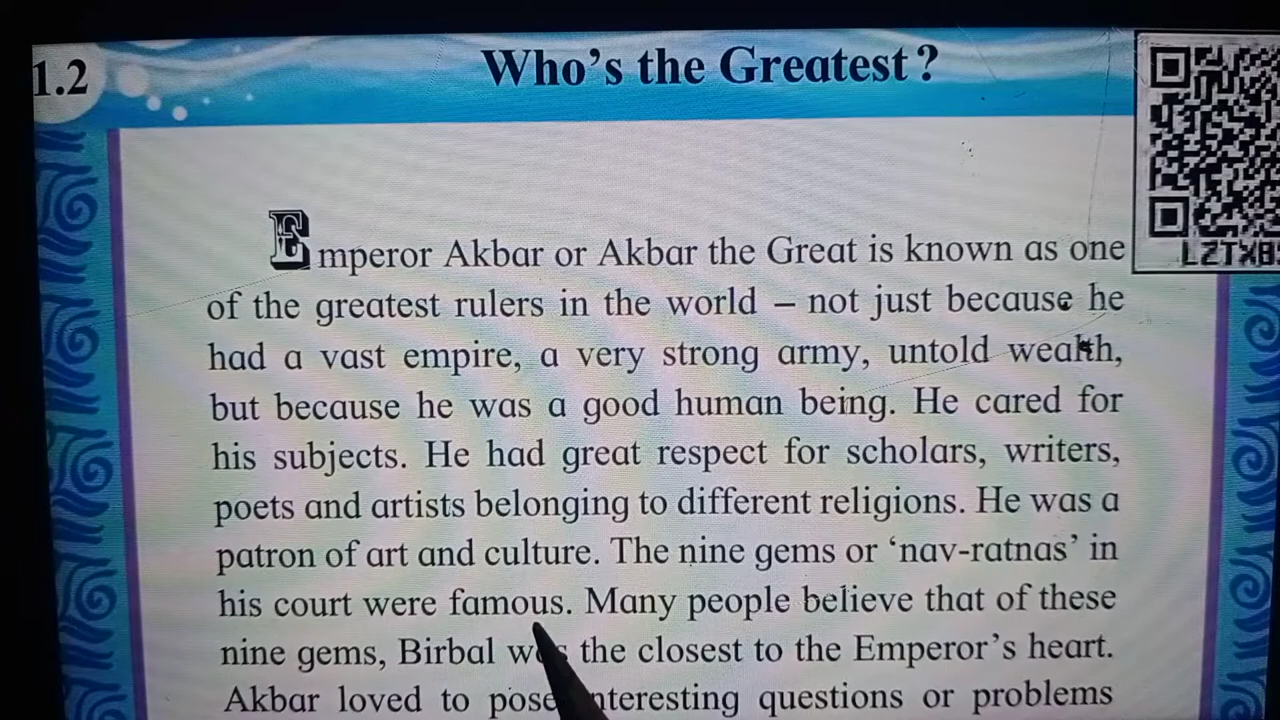 1.2
Who's the Greatest?
LZTXB
Emperor Akbar or Akbar the Great is known as one
of the greatest rulers in the world – not just because he
had a vast empire, a very strong army, untold wealth,
but because he was a good human being. He cared for
his subjects. He had great respect for scholars, writers,
poets and artists belonging to different religions. He was a
patron of art and culture. The nine gems or ‘nav-ratnas’ in
his court were famous. Many people believe that of these
nine gems, Birbal was the closest to the Emperor's heart.
Akbar loved to pose interesting questions or problems